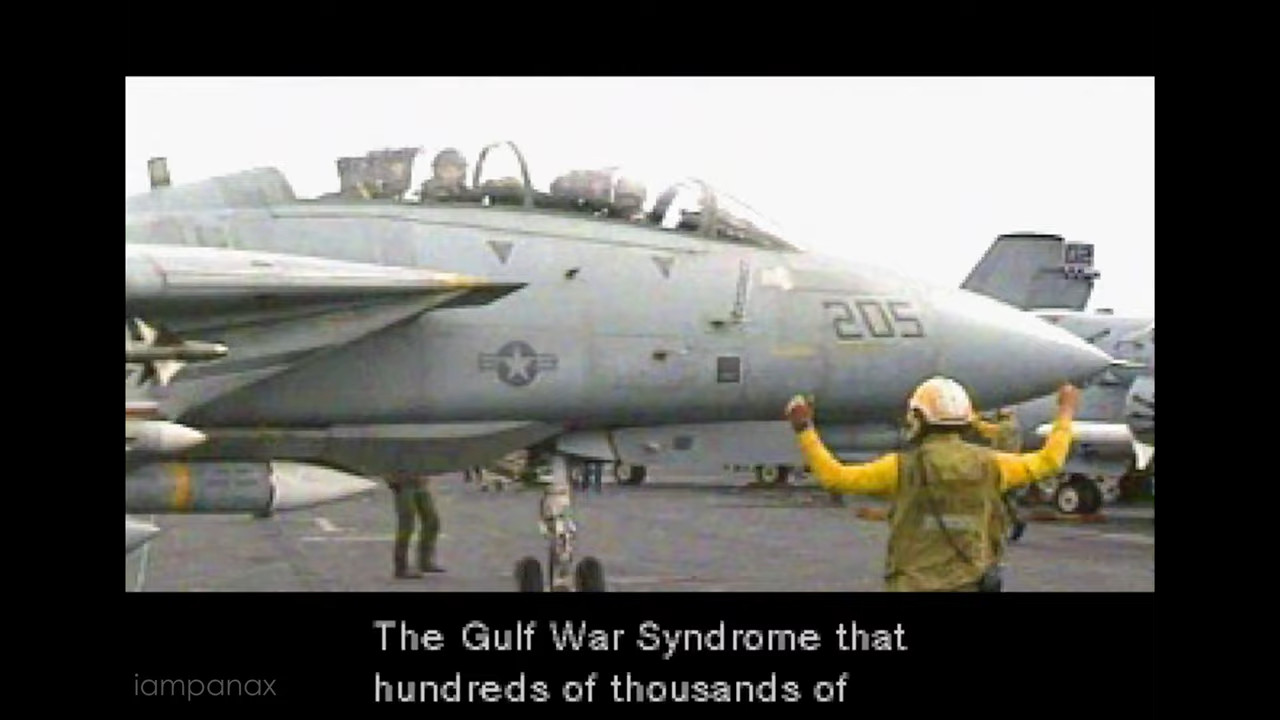 205
The Gulf War Syndrome that
hundreds of thousands of
iampanax